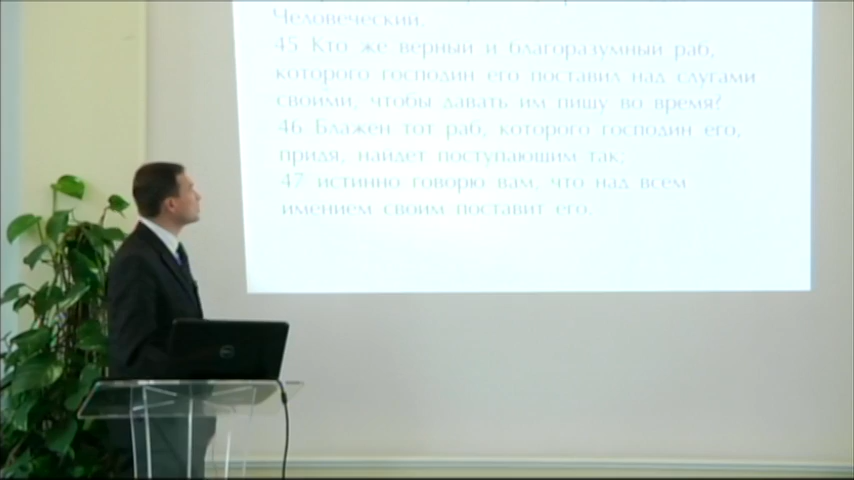 Человеческий.
45 Кто же верный и благоразумный раб,
которого господин его поставил над слугами
своими, чтобы давать им пищу во время?
46 Блажен тот раб, которого господин его,
придя, найдет поступающим так;
47 истинно говорю вам, что над всем
имением своим поставит его.